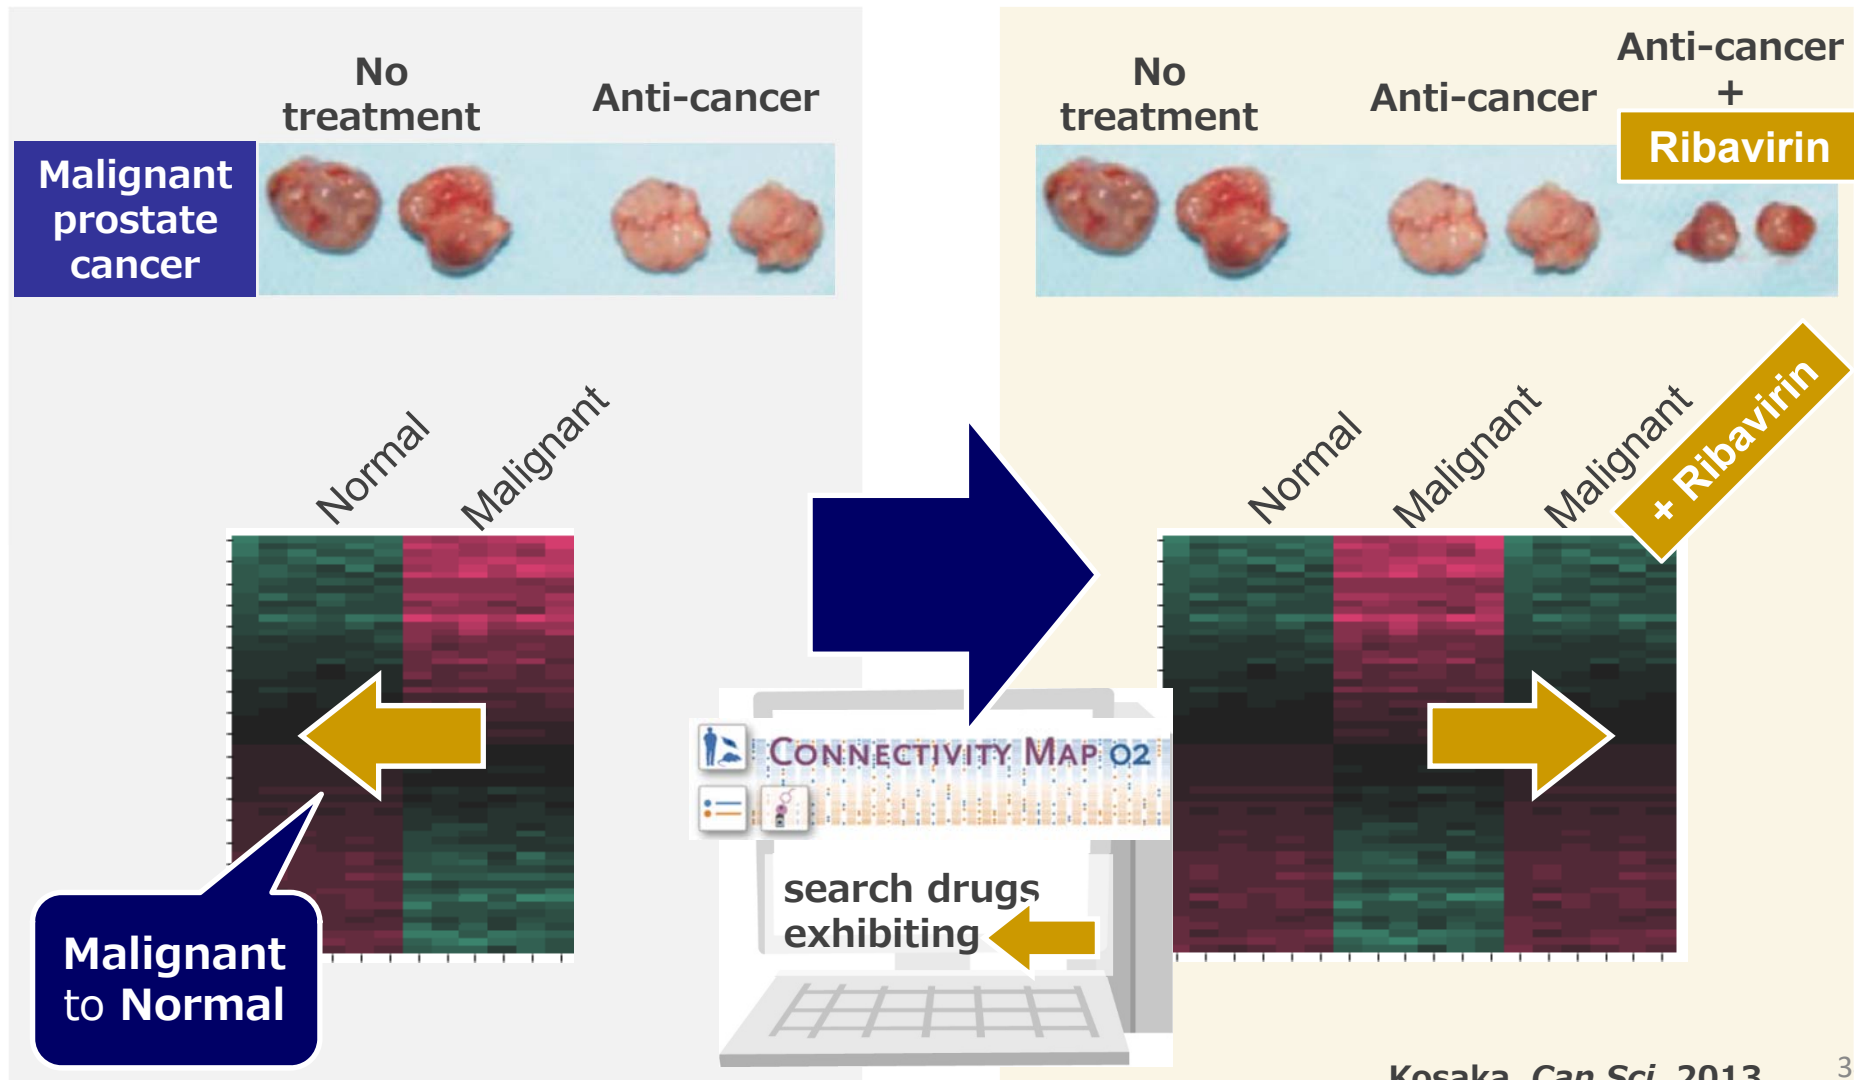 No
treatment
Anti-cancer
Malignant
prostate
cancer
Normal
Malignant
Malignant
to Normal
CONNECTIVITY MAP 02
search drugs
exhibiting
No
treatment
Anti-cancer
Anti-cancer
+
Ribavirin
Normal
Malignant
Malignant
+ Ribavirin
Kosaka, Can Sci, 2013
3